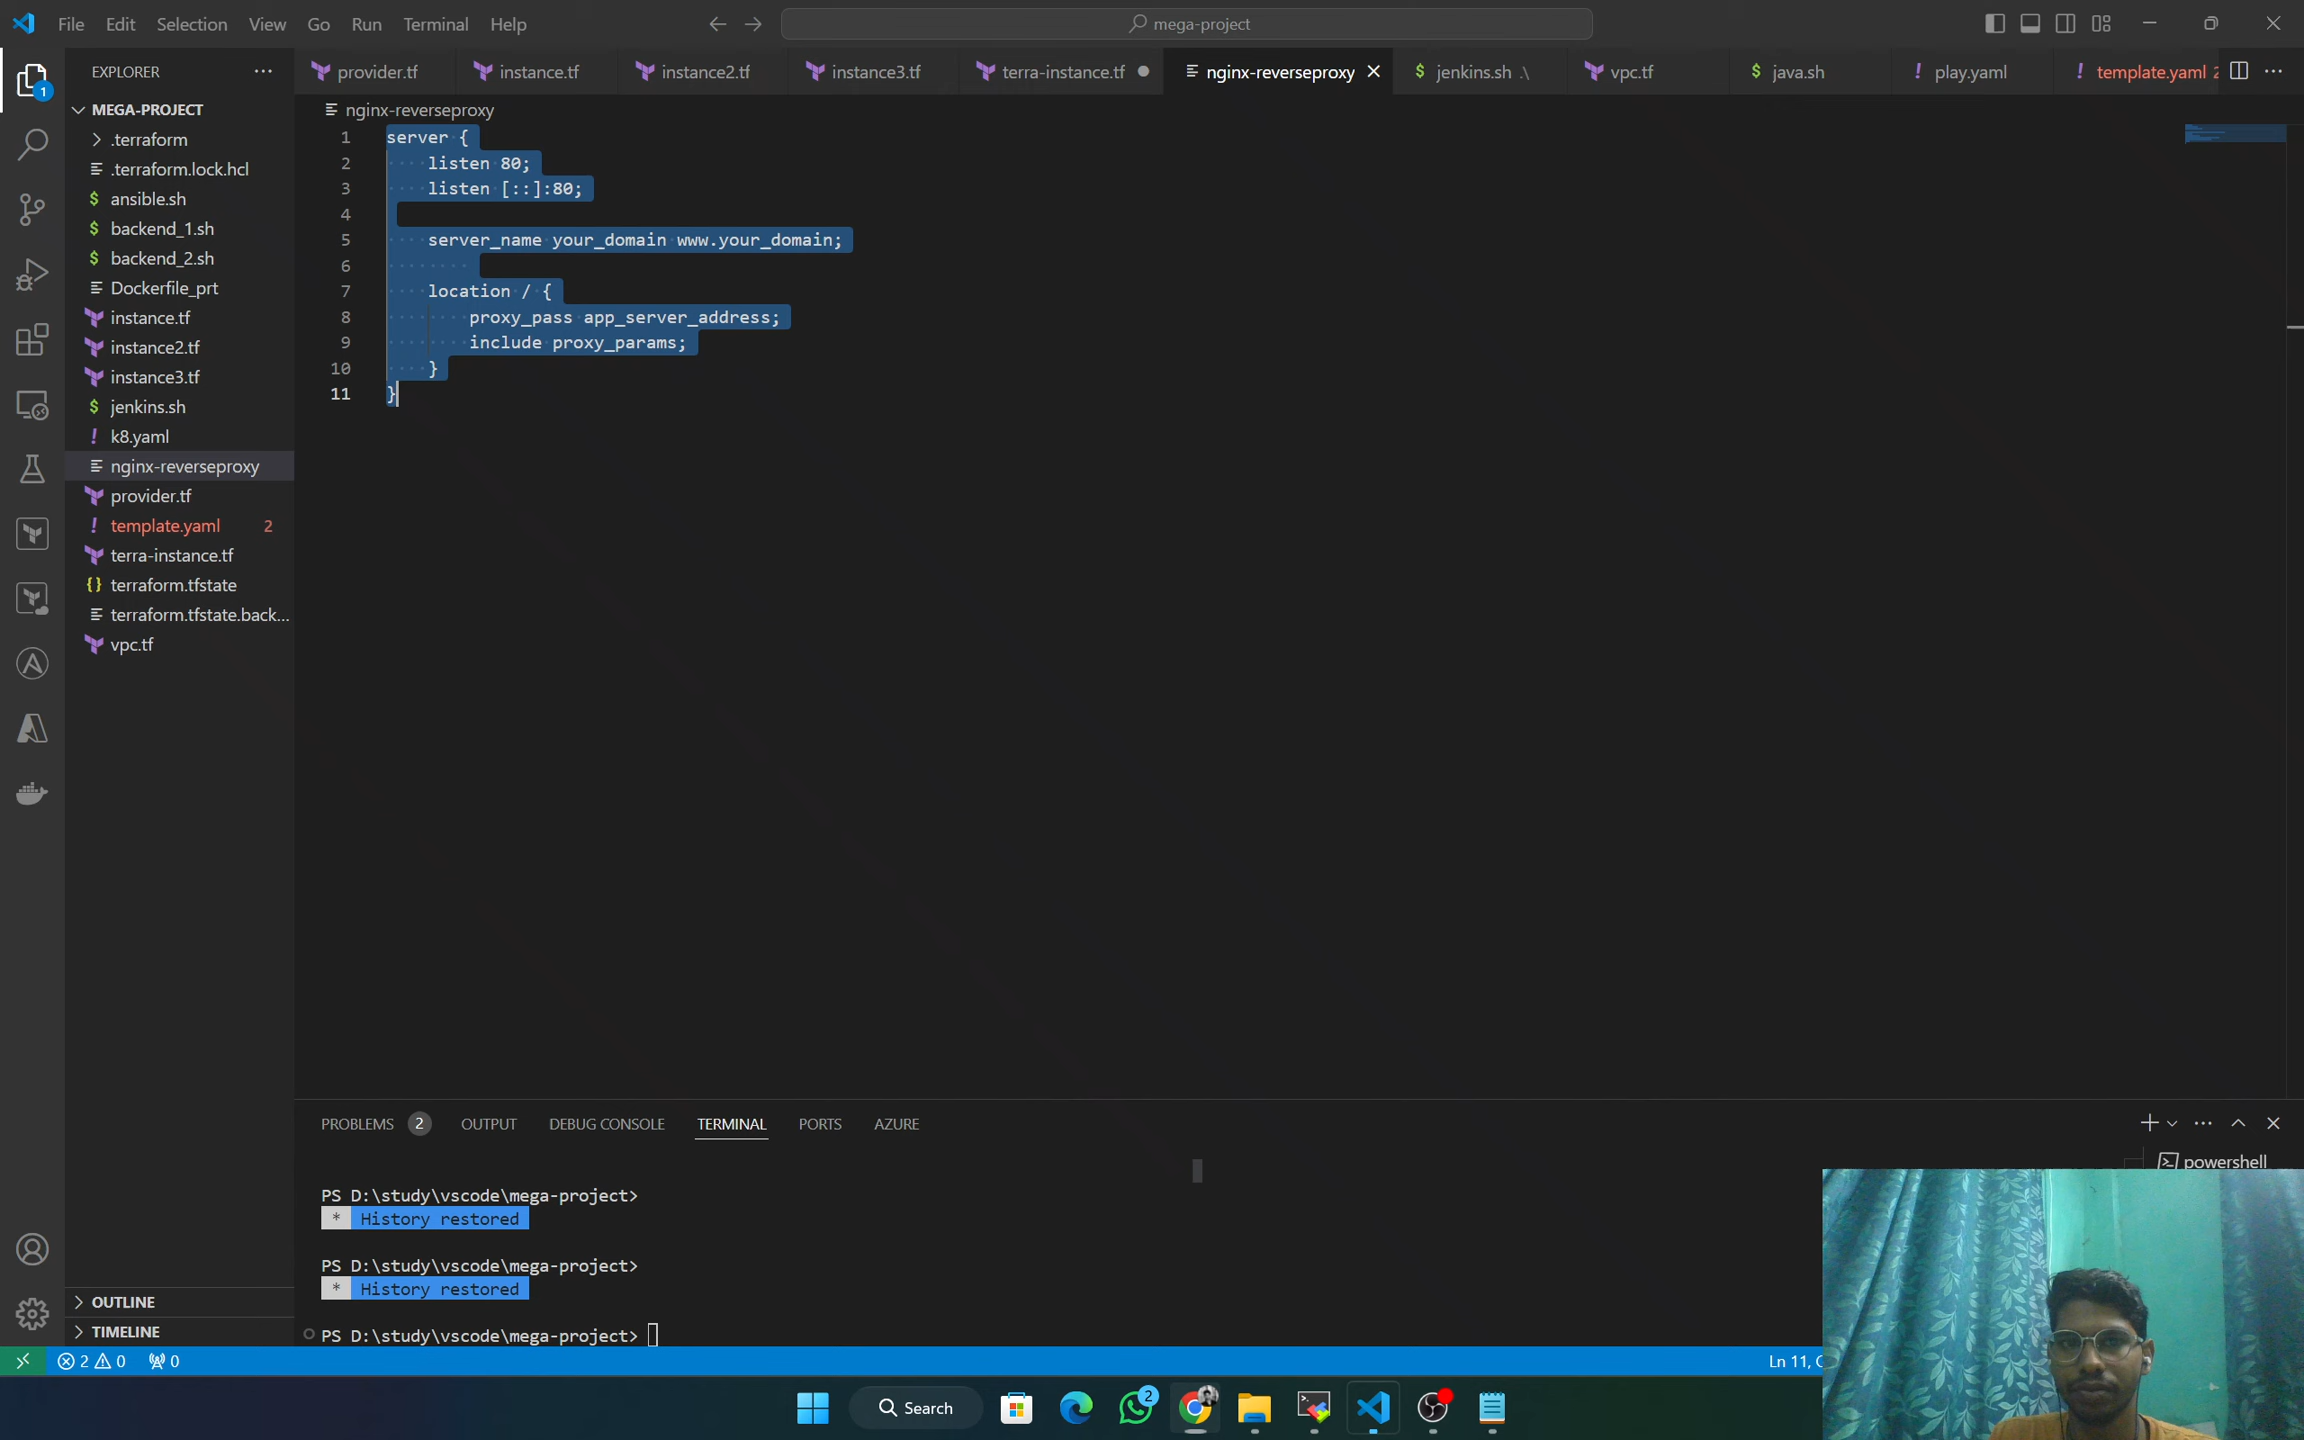 File Edit Selection View Go Run Terminal Help
mega-project
EXPLORER
provider.tf
instance.tf
instance2.tf
instance3.tf
terra-instance.tf
nginx-reverseproxy
jenkins.sh .\
vpc.tf
java.sh
play.yaml
template.yaml 2
1
MEGA-PROJECT
.terraform
.terraform.lock.hcl
ansible.sh
backend_1.sh
backend_2.sh
Dockerfile_prt
instance.tf
instance2.tf
instance3.tf
jenkins.sh
k8.yaml
nginx-reverseproxy
provider.tf
template.yaml 2
terra-instance.tf
terraform.tfstate
terraform.tfstate.back...
vpc.tf
OUTLINE
TIMELINE
nginx-reverseproxy
1 server {
2 listen 80;
3 listen [::]:80;
4
5 server_name your_domain www.your_domain;
6
7 location / {
8 proxy_pass app_server_address;
9 include proxy_params;
10 }
11 }
PROBLEMS 2 OUTPUT DEBUG CONSOLE TERMINAL PORTS AZURE
powershell
PS D:\study\vscode\mega-project>
* History restored
PS D:\study\vscode\mega-project>
* History restored
PS D:\study\vscode\mega-project>
2 0 0
Ln 11,
Search
2